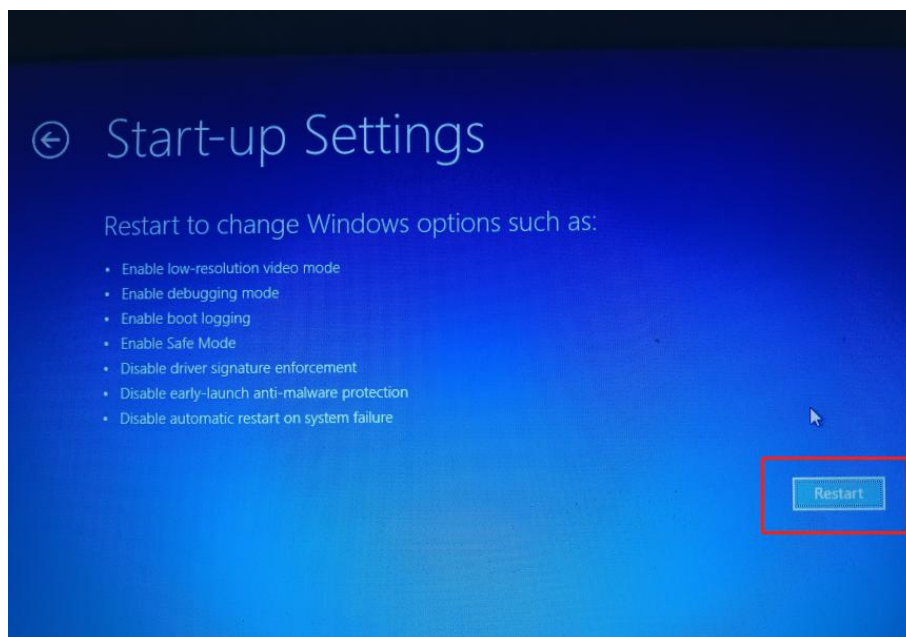 Start-up Settings
Restart to change Windows options such as:
• Enable low-resolution video mode
• Enable debugging mode
• Enable boot logging
• Enable Safe Mode
• Disable driver signature enforcement
• Disable early-launch anti-malware protection
• Disable automatic restart on system failure
Restart